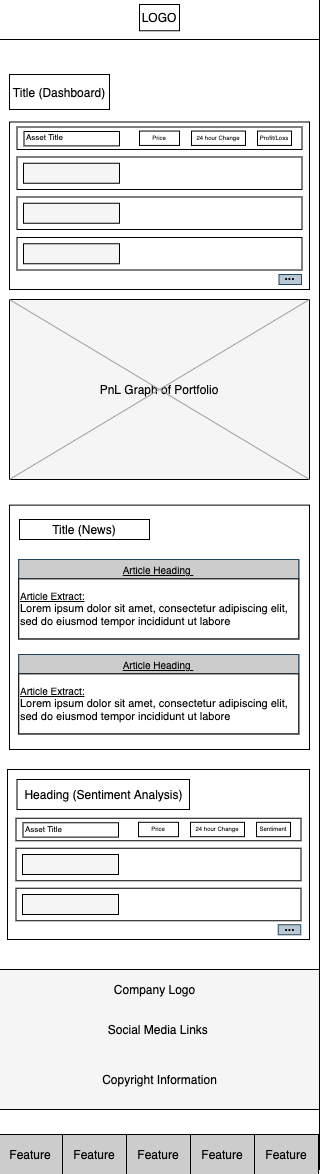 LOGO
Title (Dashboard)
Asset Title Price 24 hour Change Profit/Loss
•••
PnL Graph of Portfolio
Title (News)
Article Heading
Article Extract:
Lorem ipsum dolor sit amet, consectetur adipiscing elit,
sed do eiusmod tempor incididunt ut labore
Article Heading
Article Extract:
Lorem ipsum dolor sit amet, consectetur adipiscing elit,
sed do eiusmod tempor incididunt ut labore
Heading (Sentiment Analysis)
Asset Title Price 24 hour Change Sentiment
•••
Company Logo
Social Media Links
Copyright Information
Feature Feature Feature Feature Feature